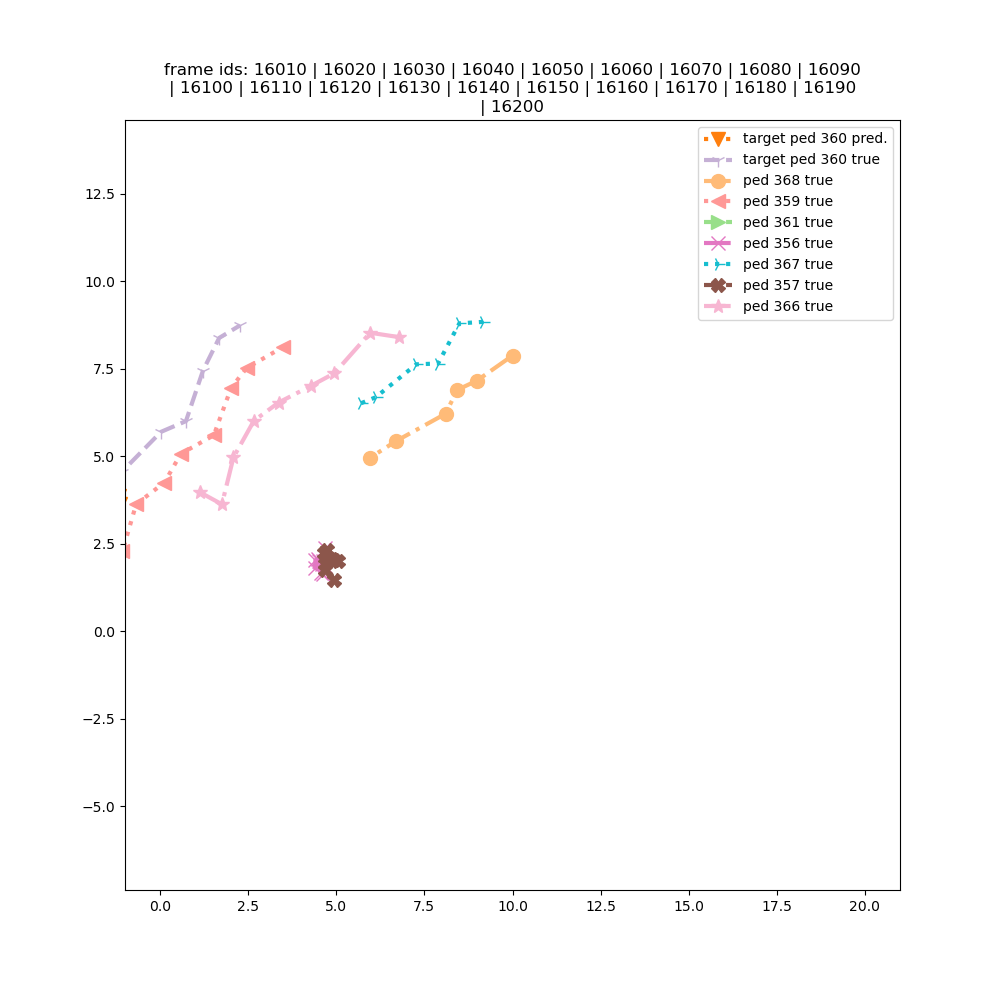 frame ids: 16010 | 16020 | 16030 | 16040 | 16050 | 16060 | 16070 | 16080 | 16090
| 16100 | 16110 | 16120 | 16130 | 16140 | 16150 | 16160 | 16170 | 16180 | 16190
| 16200
target ped 360 pred.
target ped 360 true
ped 368 true
ped 359 true
ped 361 true
ped 356 true
ped 367 true
ped 357 true
ped 366 true
12.5
10.0
7.5
5.0
2.5
0.0
−2.5
−5.0
0.0 2.5 5.0 7.5 10.0 12.5 15.0 17.5 20.0